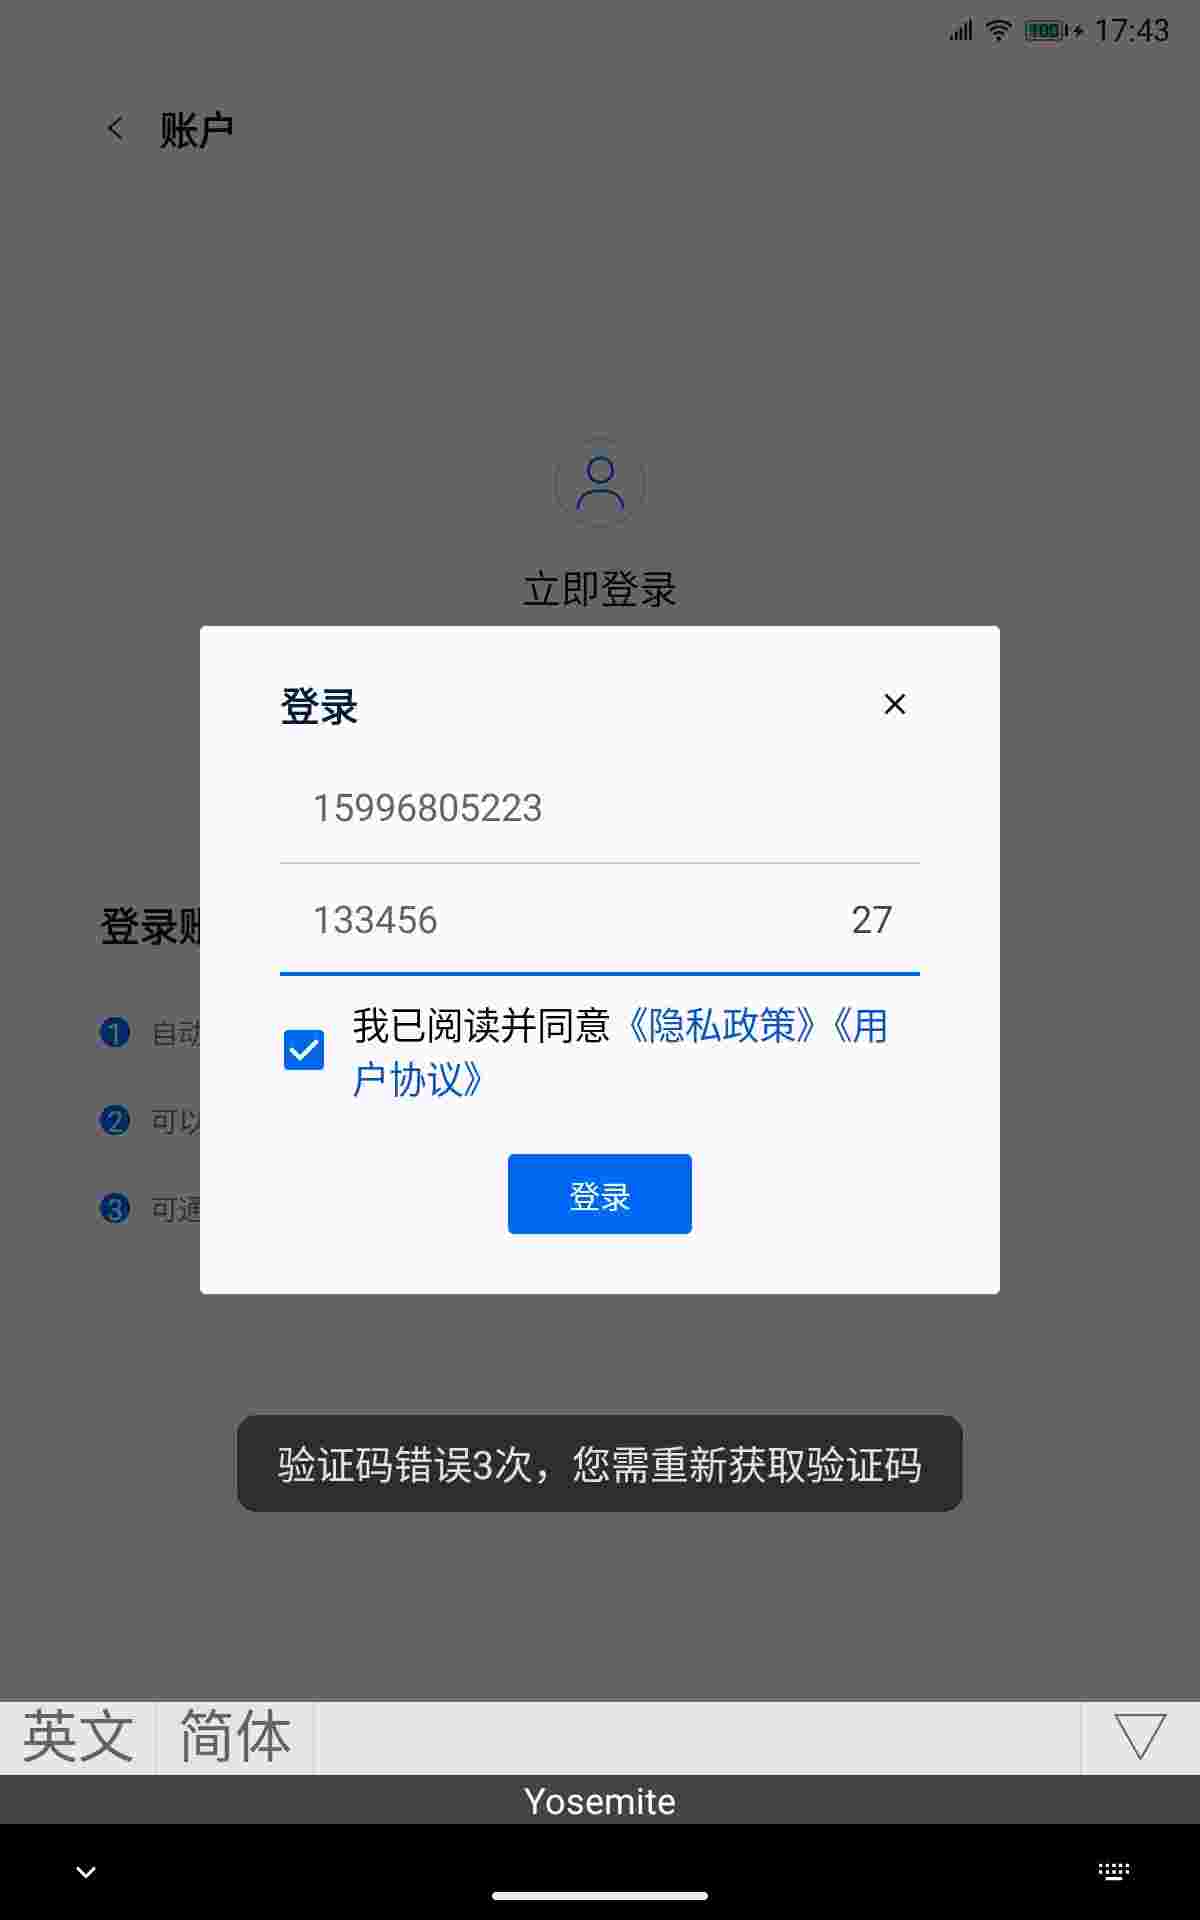 100 17:43
账户
立即登录
登录
15996805223
133456 27
我已阅读并同意《隐私政策》《用
户协议》
登录
登录账
1 自动
2 可以
3 可通
验证码错误3次，您需重新获取验证码
英文 简体
Yosemite